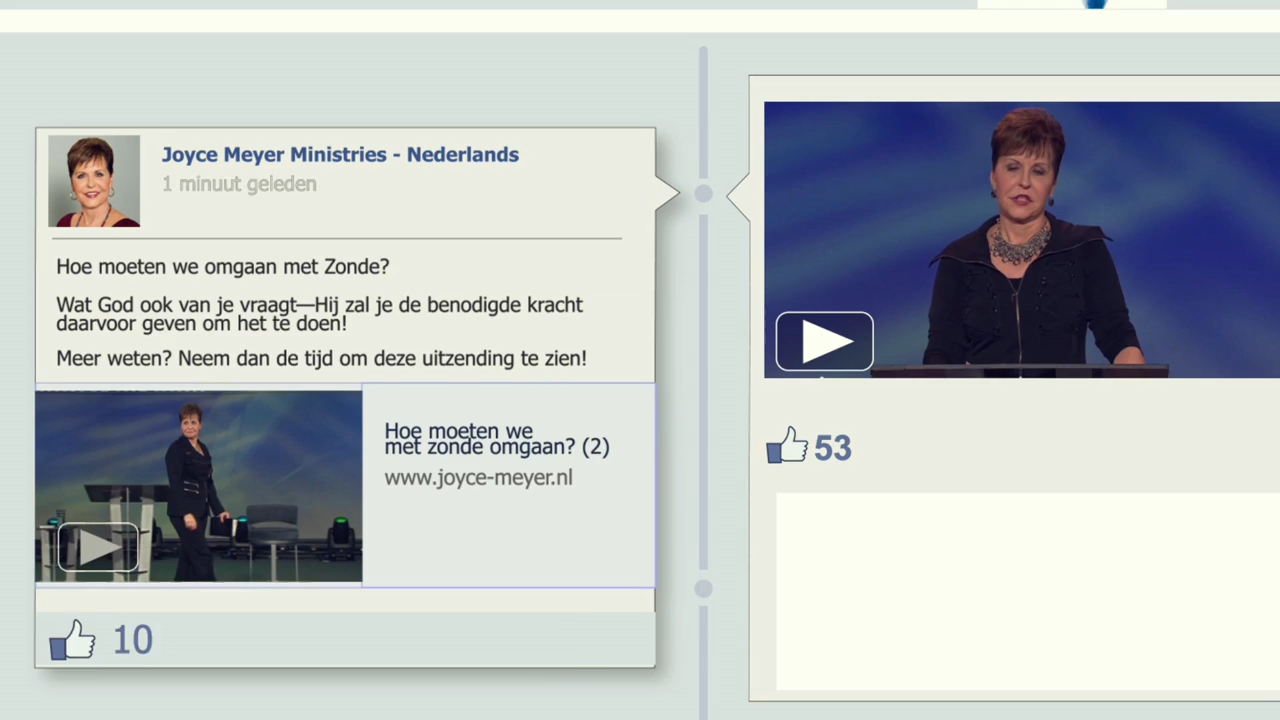 Joyce Meyer Ministries - Nederlands
1 minuut geleden
Hoe moeten we omgaan met Zonde?
Wat God ook van je vraagt—Hij zal je de benodigde kracht
daarvoor geven om het te doen!
Meer weten? Neem dan de tijd om deze uitzending te zien!
Hoe moeten we
met zonde omgaan? (2)
www.joyce-meyer.nl
10
53